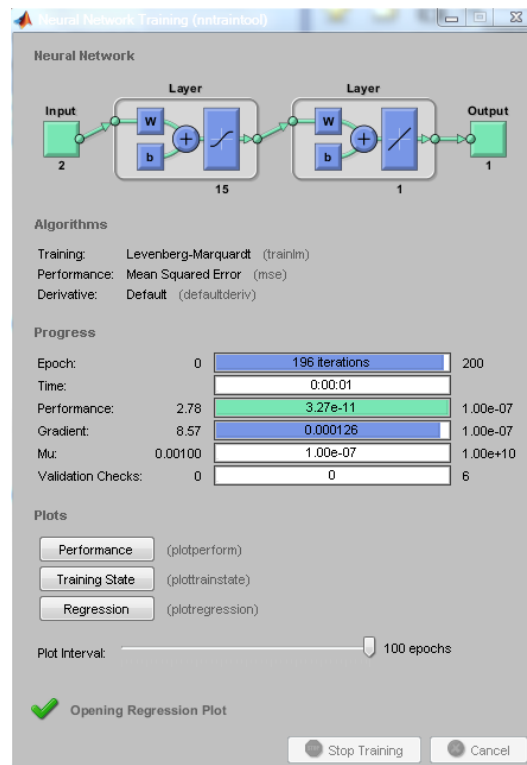 Neural Network Training (nntraintool)
Neural Network
Layer Layer
Input Output
W W
b b
2 1
15 1
Algorithms
Training: Levenberg-Marquardt (trainlm)
Performance: Mean Squared Error (mse)
Derivative: Default (defaultderiv)
Progress
Epoch: 0 196 iterations 200
Time: 0:00:01
Performance: 2.78 3.27e-11 1.00e-07
Gradient: 8.57 0.000126 1.00e-07
Mu: 0.00100 1.00e-07 1.00e+10
Validation Checks: 0 0 6
Plots
Performance (plotperform)
Training State (plottrainstate)
Regression (plotregression)
Plot Interval: 100 epochs
Opening Regression Plot
Stop Training Cancel